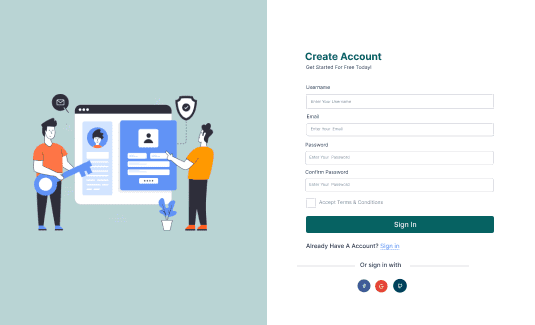 Create Account
Get Started For Free Today!
Username
Enter Your Username
Email
Enter Your Email
Password
Enter Your Password
Confirm Password
Enter Your Password
Accept Terms & Conditions
Sign In
Already Have A Account? Sign in
Or sign in with